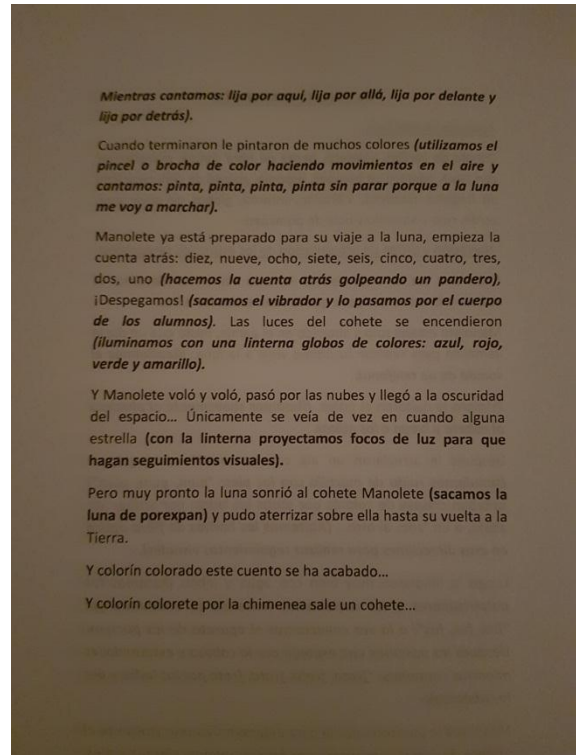 Mientras cantamos: lija por aquí, lija por allá, lija por delante y
lija por detrás).
Cuando terminaron le pintaron de muchos colores (utilizamos el
pincel o brocha de color haciendo movimientos en el aire y
cantamos: pinta, pinta, pinta, pinta sin parar porque a la luna
me voy a marchar).
Manolete ya está preparado para su viaje a la luna, empieza la
cuenta atrás: diez, nueve, ocho, siete, seis, cinco, cuatro, tres,
dos, uno (hacemos la cuenta atrás golpeando un pandero),
¡Despegamos! (sacamos el vibrador y lo pasamos por el cuerpo
de los alumnos). Las luces del cohete se encendieron
(iluminamos con una linterna globos de colores: azul, rojo,
verde y amarillo).
Y Manolete voló y voló, pasó por las nubes y llegó a la oscuridad
del espacio... Únicamente se veía de vez en cuando alguna
estrella (con la linterna proyectamos focos de luz para que
hagan seguimientos visuales).
Pero muy pronto la luna sonrió al cohete Manolete (sacamos la
luna de porexpan) y pudo aterrizar sobre ella hasta su vuelta a la
Tierra.
Y colorín colorado este cuento se ha acabado...
Y colorín colorete por la chimenea sale un cohete...